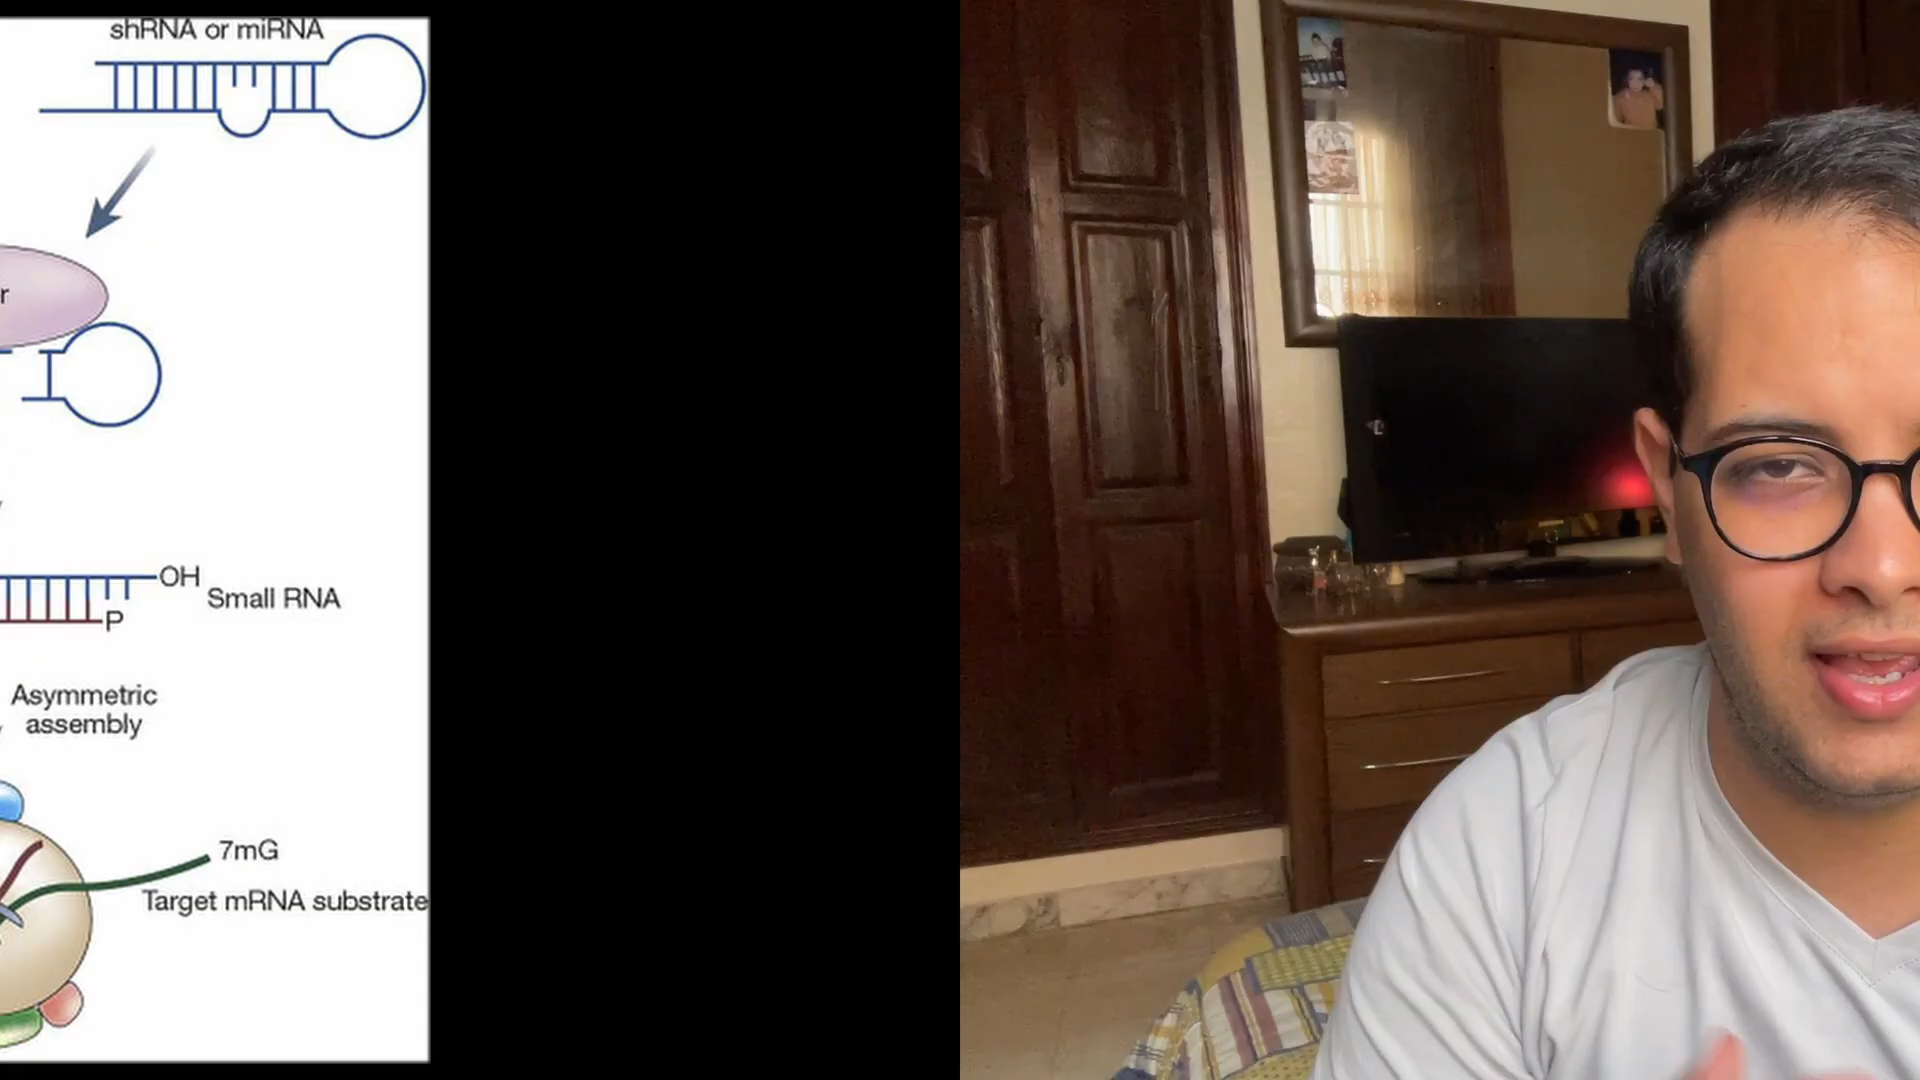 shRNA or miRNA
r
OH
Small RNA
P
Asymmetric
assembly
7mG
Target mRNA substrate